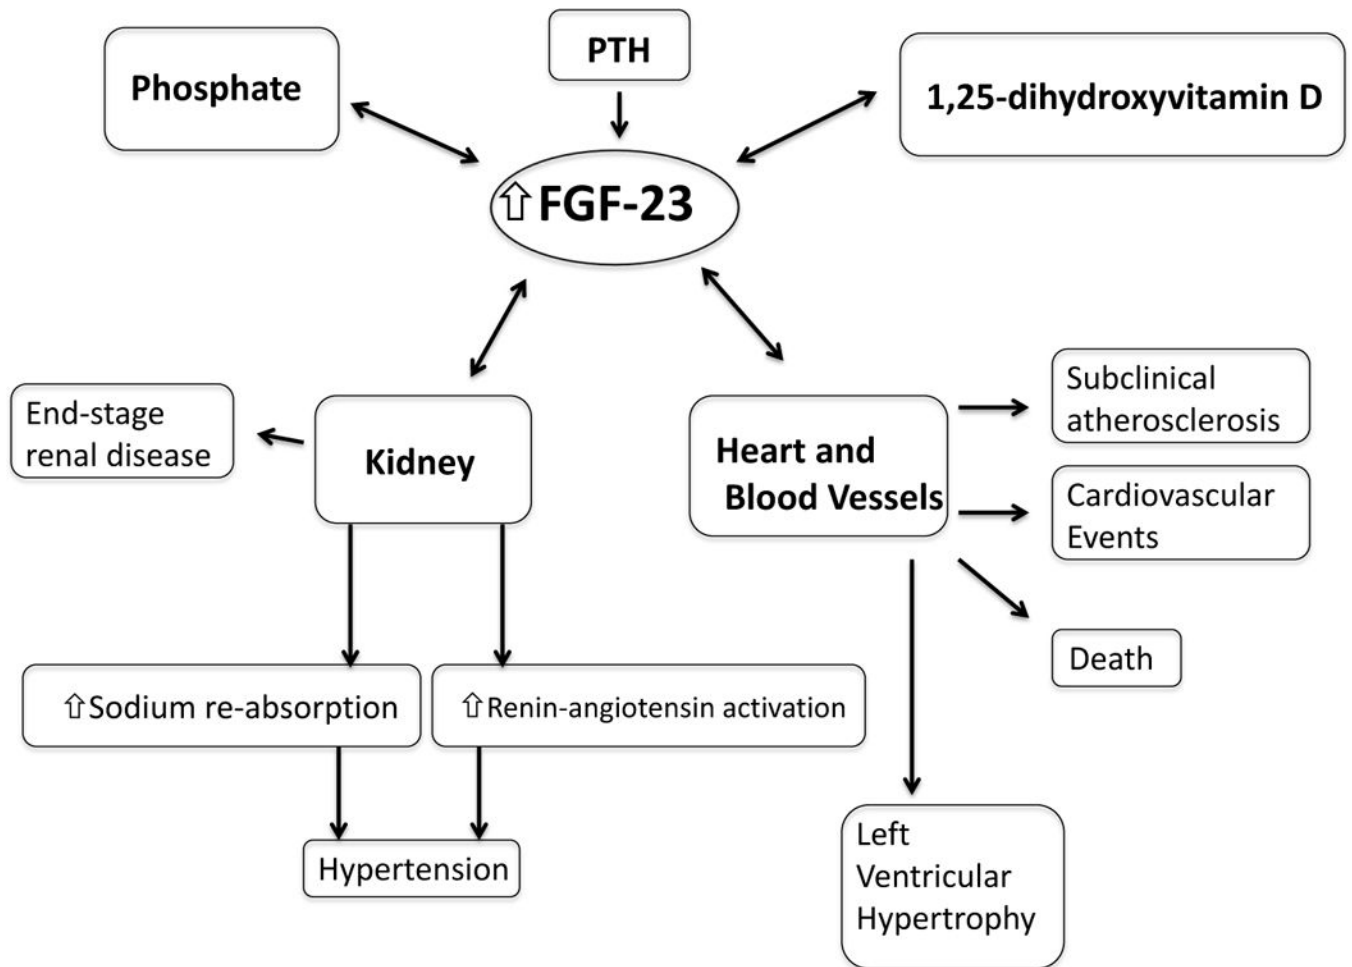 PTH
Phosphate
1,25-dihydroxyvitamin D
⇧FGF-23
End-stage
renal disease
Kidney
Heart and
Blood Vessels
Subclinical
atherosclerosis
Cardiovascular
Events
Death
⇧Sodium re-absorption
⇧Renin-angiotensin activation
Hypertension
Left
Ventricular
Hypertrophy